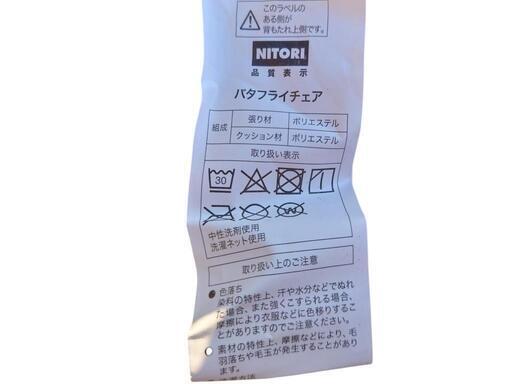 このラベルの
ある側が
背もたれ上側です。
NITORI
品質表示
バタフライチェア
組成 張り材 ポリエステル
クッション材 ポリエステル
取り扱い表示
30
W
中性洗剤使用
洗濯ネット使用
取り扱い上のご注意
●色落ち
染料の特性上、汗や水分などでぬれ
た場合、また強くこすられる場合、
摩擦により衣服などに色移りするこ
とがありますのでご注意ください。
●素材の特性上、摩擦などにより、毛
羽落ちや毛玉が発生することがあり
ます。